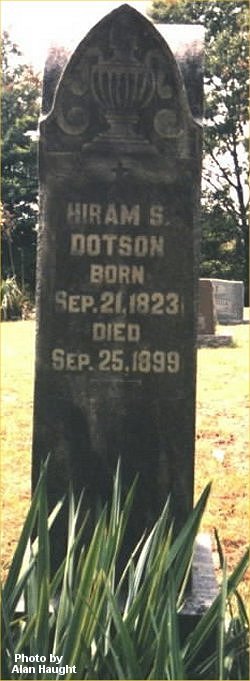 HIRAM S.
DOTSON
BORN
SEP. 21, 1823
DIED
SEP. 25, 1899
Photo by
Alan Haught